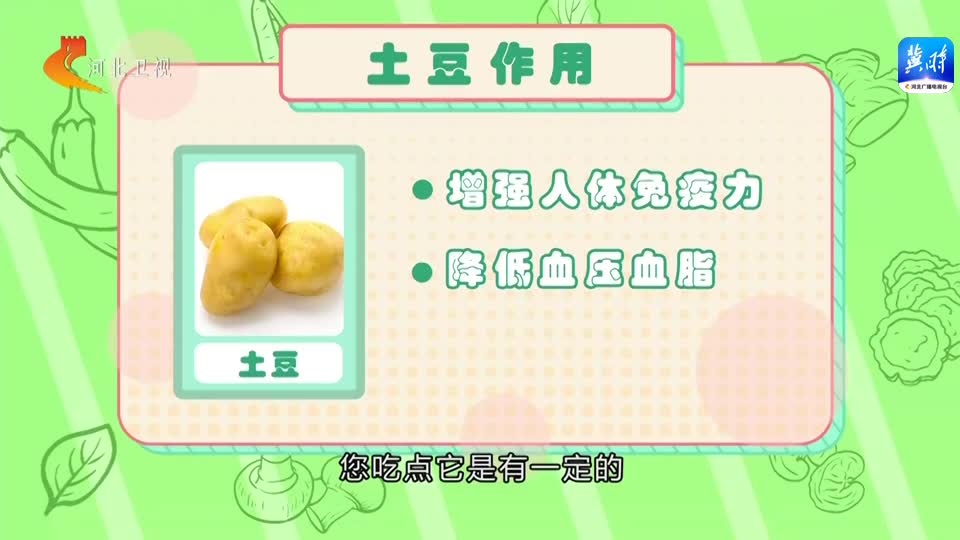 河北卫视
土豆作用
冀时
河北广播电视台
增强人体免疫力
降低血压血脂
土豆
您吃点它是有一定的